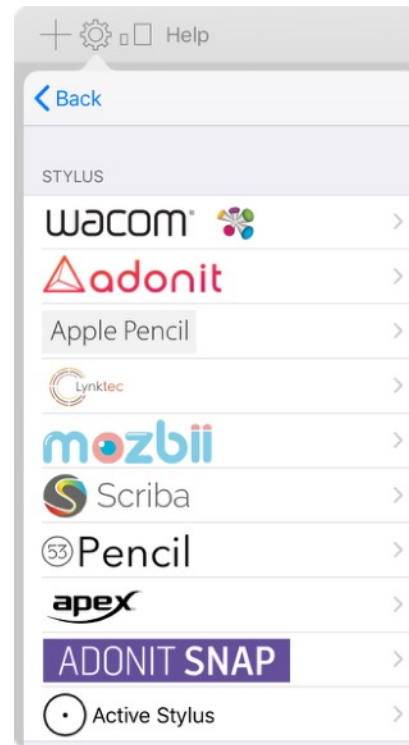 Help
Back
STYLUS
wacom
adonit
Apple Pencil
Lynktec
mozbii
Scriba
53 Pencil
apex
ADONIT SNAP
Active Stylus